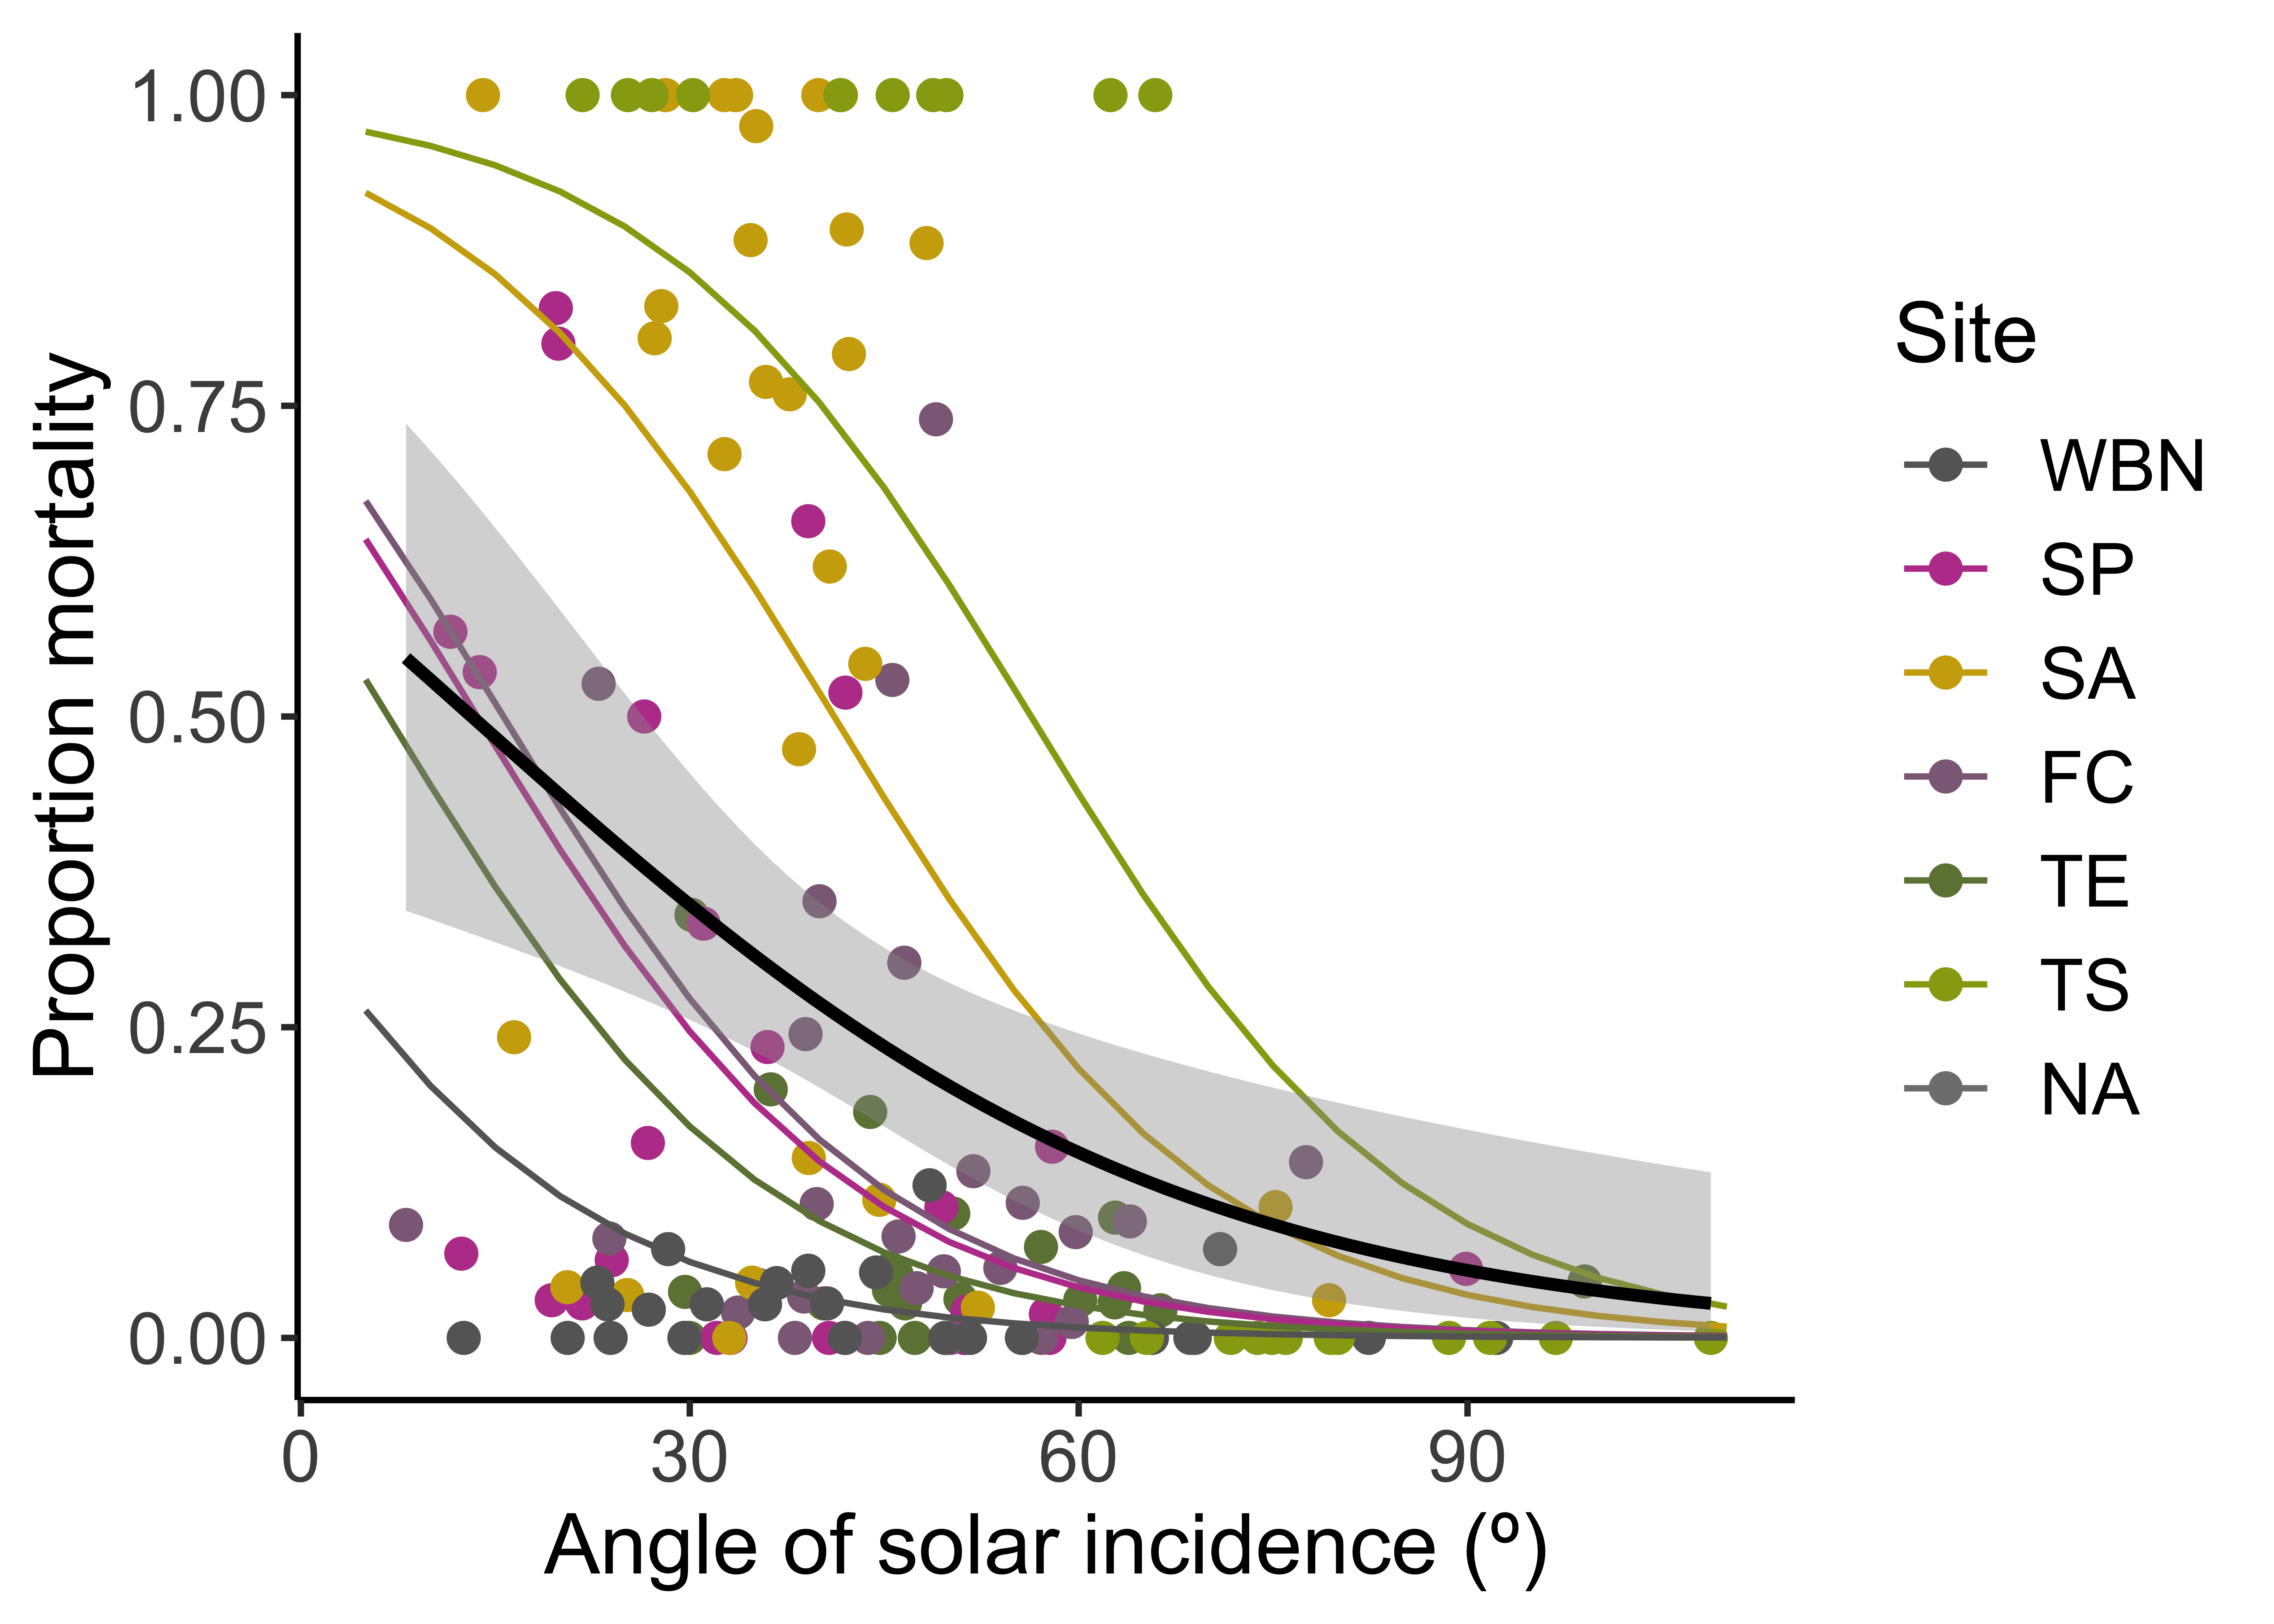 Proportion mortality
1.00
0.75
0.50
0.25
0.00
0
30
60
90
Angle of solar incidence (º)
Site
WBN
SP
SA
FC
TE
TS
NA